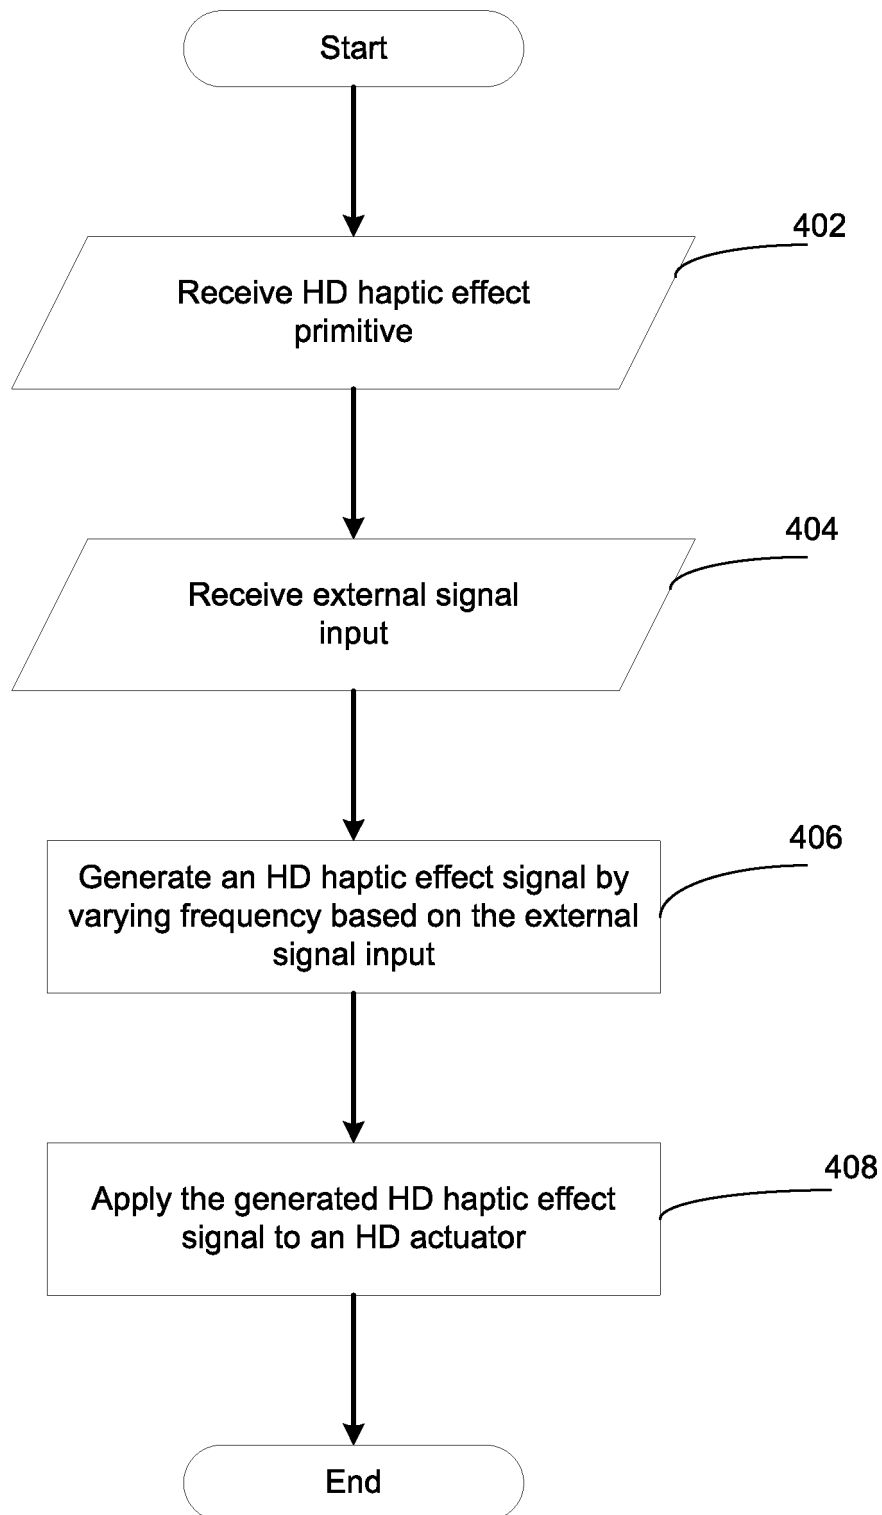 Start
402
Receive HD haptic effect
primitive
404
Receive external signal
input
406
Generate an HD haptic effect signal by
varying frequency based on the external
signal input
408
Apply the generated HD haptic effect
signal to an HD actuator
End